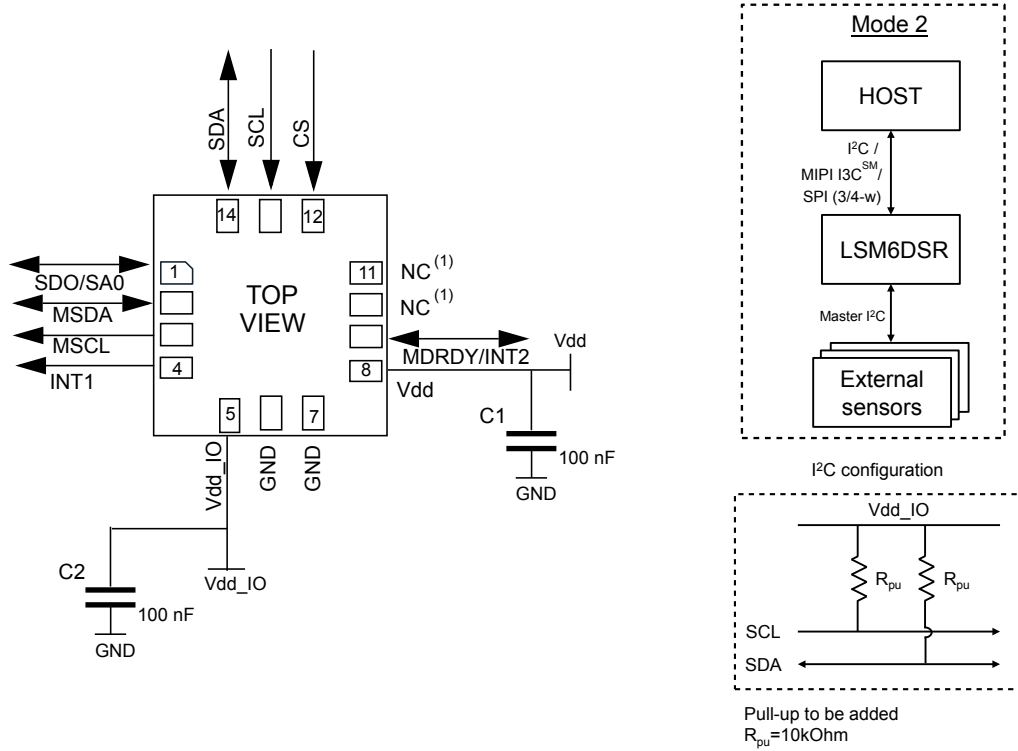 SDA
SCL
CS
14
12
1
SDO/SA0
MSDA
MSCL
4
INT1
TOP
VIEW
11
NC (1)
NC (1)
MDRDY/INT2
8
Vdd
Vdd
C1
100 nF
GND
5
7
Vdd_IO
GND
GND
C2
100 nF
GND
Vdd_IO
Mode 2
HOST
I²C /
MIPI I3C SM/
SPI (3/4-w)
LSM6DSR
Master I²C
External
sensors
I²C configuration
Vdd_IO
Rpu
Rpu
SCL
SDA
Pull-up to be added
Rpu=10kOhm